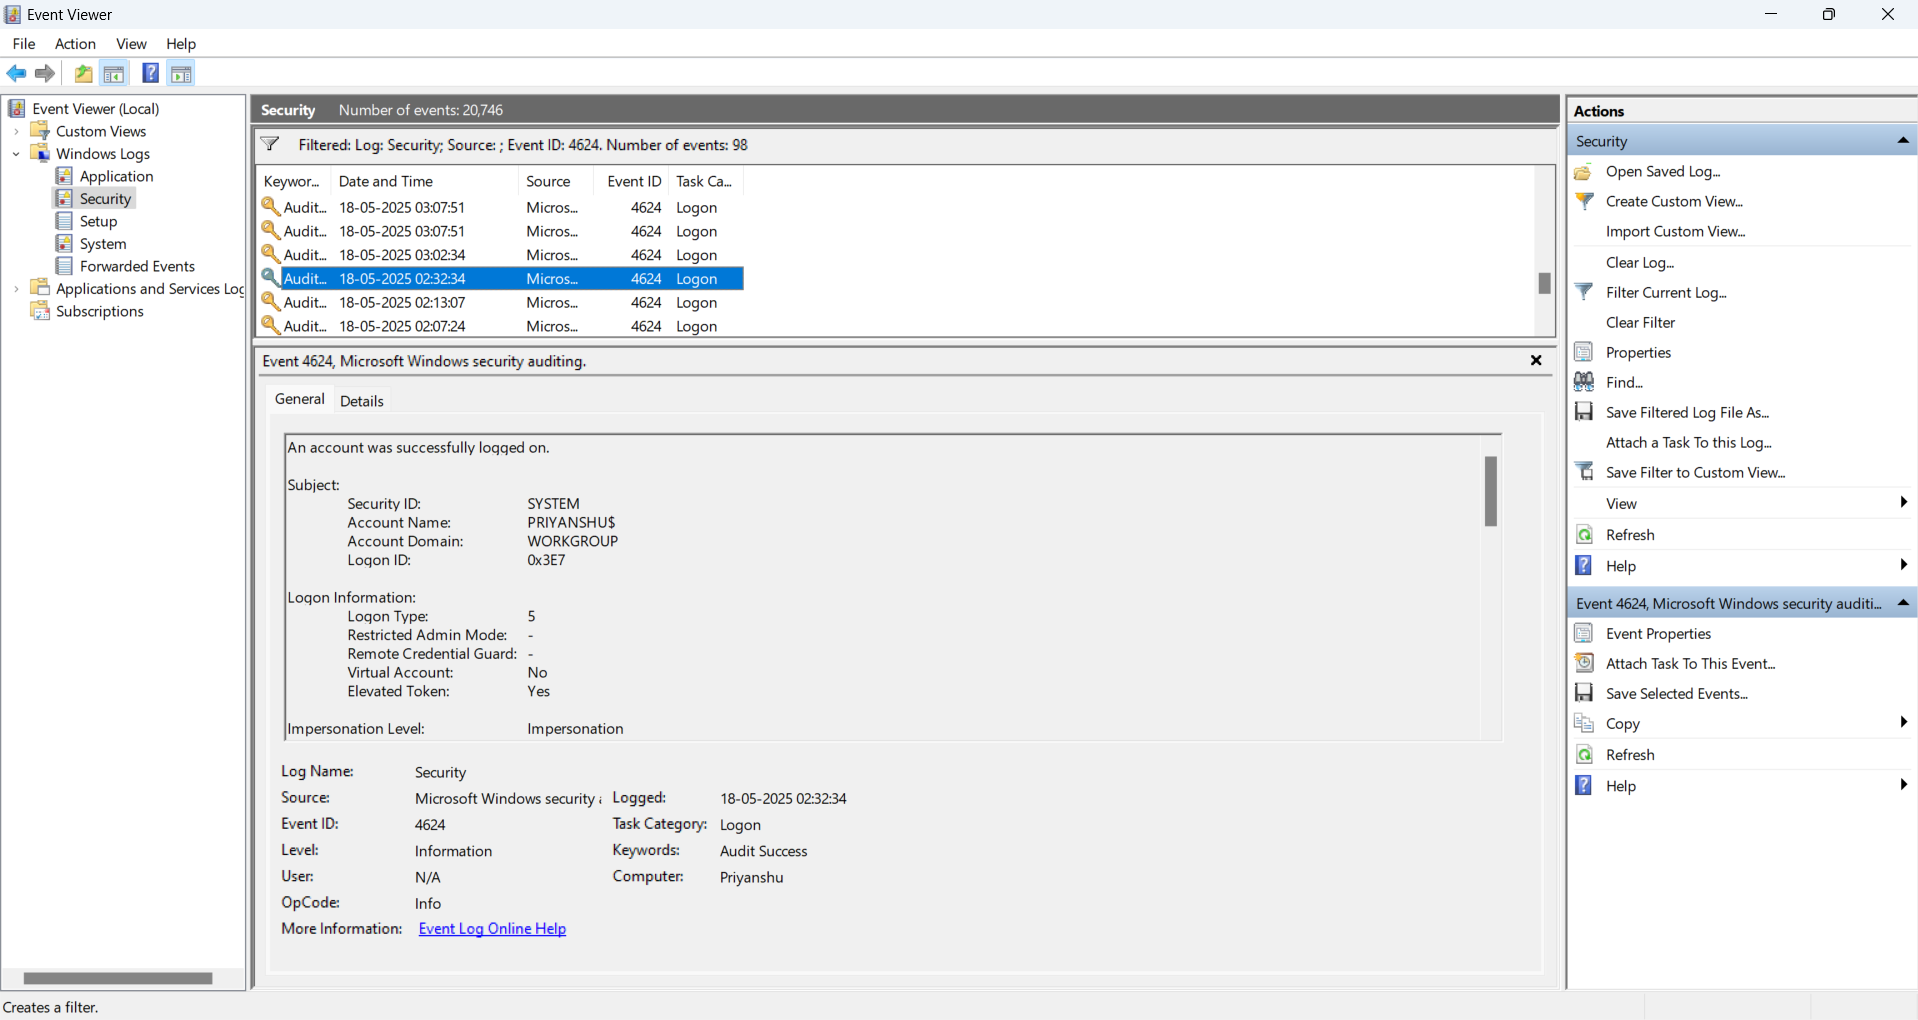 Event Viewer
File Action View Help
Event Viewer (Local)
Custom Views
Windows Logs
Application
Security
Setup
System
Forwarded Events
Applications and Services Log
Subscriptions
Security Number of events: 20,746
Filtered: Log: Security; Source: ; Event ID: 4624. Number of events: 98
Keywor... Date and Time Source Event ID Task Ca...
Audit... 18-05-2025 03:07:51 Micros... 4624 Logon
Audit... 18-05-2025 03:07:51 Micros... 4624 Logon
Audit... 18-05-2025 03:02:34 Micros... 4624 Logon
Audit... 18-05-2025 02:32:34 Micros... 4624 Logon
Audit... 18-05-2025 02:13:07 Micros... 4624 Logon
Audit... 18-05-2025 02:07:24 Micros... 4624 Logon
Event 4624, Microsoft Windows security auditing.
General Details
An account was successfully logged on.
Subject:
Security ID: SYSTEM
Account Name: PRIYANSHU$
Account Domain: WORKGROUP
Logon ID: 0x3E7
Logon Information:
Logon Type: 5
Restricted Admin Mode: -
Remote Credential Guard: -
Virtual Account: No
Elevated Token: Yes
Impersonation Level: Impersonation
Log Name: Security
Source: Microsoft Windows security Logged: 18-05-2025 02:32:34
Event ID: 4624 Task Category: Logon
Level: Information Keywords: Audit Success
User: N/A Computer: Priyanshu
OpCode: Info
More Information: Event Log Online Help
Actions
Security
Open Saved Log...
Create Custom View...
Import Custom View...
Clear Log...
Filter Current Log...
Clear Filter
Properties
Find...
Save Filtered Log File As...
Attach a Task To this Log...
Save Filter to Custom View...
View
Refresh
Help
Event 4624, Microsoft Windows security auditi...
Event Properties
Attach Task To This Event...
Save Selected Events...
Copy
Refresh
Help
Creates a filter.